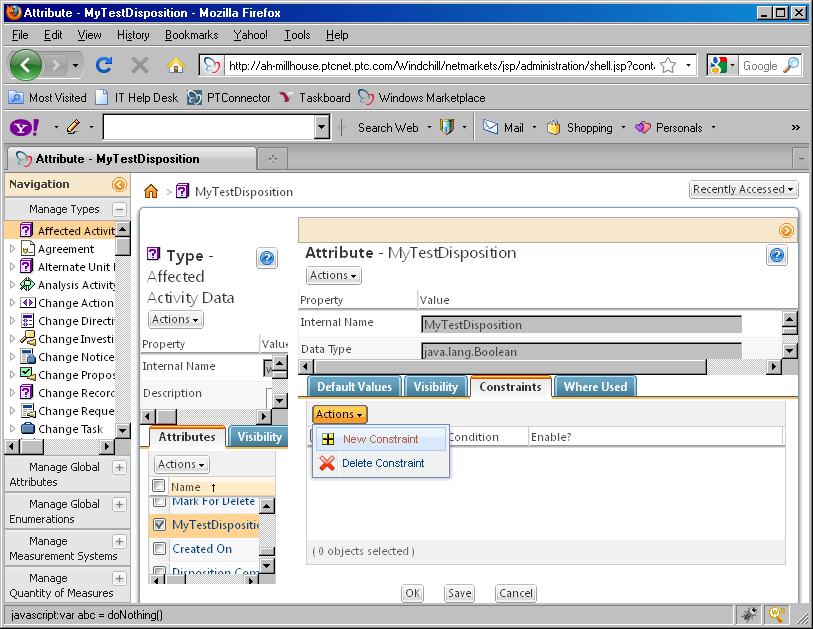 Attribute - MyTestDisposition - Mozilla Firefox
File Edit View History Bookmarks Yahoo! Tools Help
http://ah-millhouse.ptcnet.ptc.com/Windchill/netmarkets/jsp/administration/shell.jsp?cont
Google
Most Visited IT Help Desk PTConnector Taskboard Windows Marketplace
Y! Search Web Mail Shopping Personals »
Attribute - MyTestDisposition
Navigation
Manage Types
Affected Activit
Agreement
Alternate Unit
Analysis Activity
Change Action
Change Directi
Change Investi
Change Notice
Change Propos
Change Record
Change Reque
Change Task
Manage Global
Attributes
Manage Global
Enumerations
Manage
Measurement Systems
Manage
Quantity of Measures
> MyTestDisposition
Recently Accessed
Type -
Affected
Activity Data
Actions
Property Value
Internal Name
Description
Attributes Visibility
Actions
Name ↑
Mark For Delete
MyTestDispositio
Created On
Disposition Com
Attribute - MyTestDisposition
Actions
Property Value
Internal Name MyTestDisposition
Data Type java.lang.Boolean
Default Values Visibility Constraints Where Used
Actions
Condition Enable?
New Constraint
Delete Constraint
( 0 objects selected )
OK Save Cancel
javascript:var abc = doNothing()